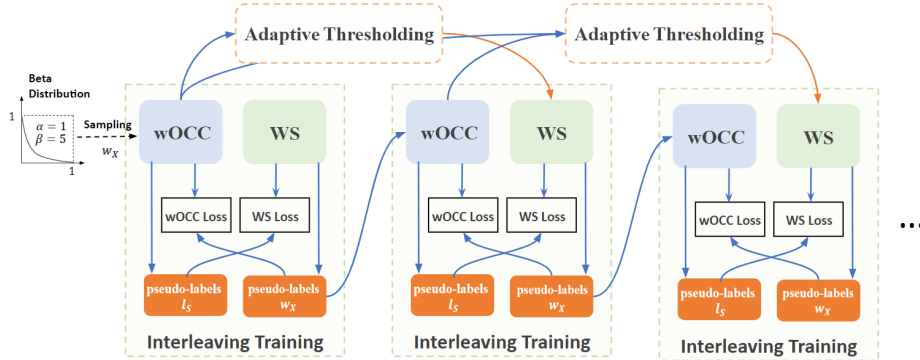 Adaptive Thresholding
Adaptive Thresholding
Beta
Distribution
1
α = 1
β = 5
1
Sampling
w_X
wOCC
WS
wOCC Loss
WS Loss
pseudo-labels
l_S
pseudo-labels
w_X
Interleaving Training
wOCC
WS
wOCC Loss
WS Loss
pseudo-labels
l_S
pseudo-labels
w_X
Interleaving Training
wOCC
WS
wOCC Loss
WS Loss
pseudo-labels
l_S
pseudo-labels
w_X
Interleaving Training
...